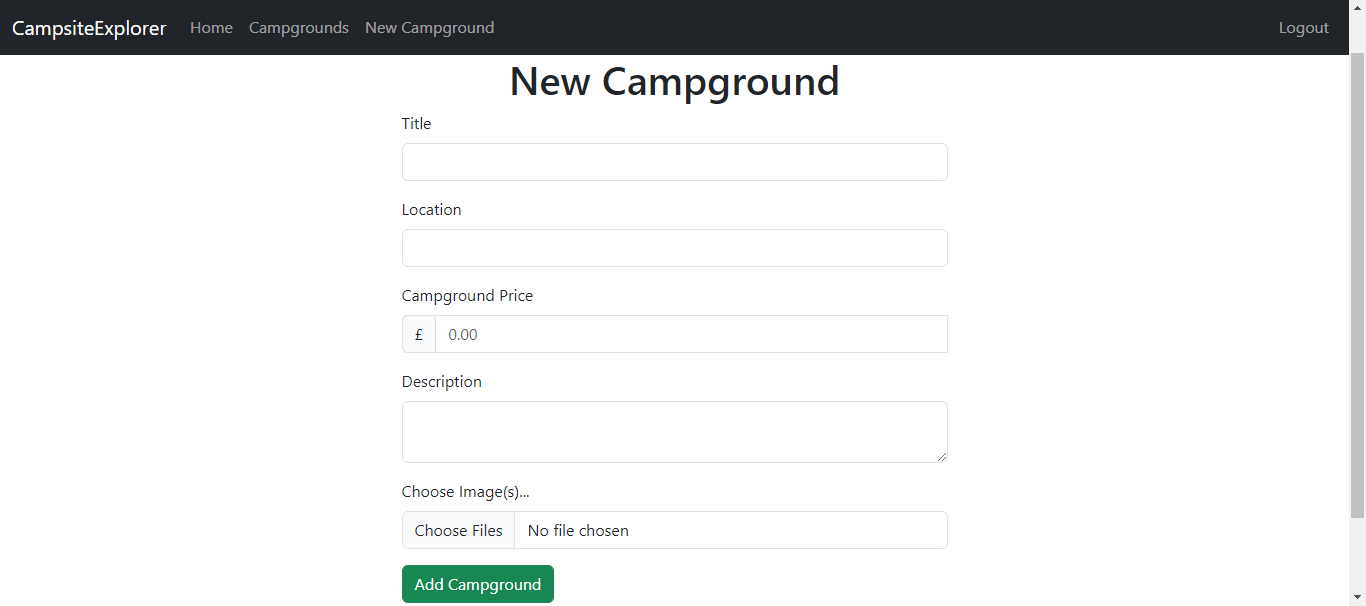 CampsiteExplorer Home Campgrounds New Campground Logout
New Campground
Title
Location
Campground Price
£ 0.00
Description
Choose Image(s)...
Choose Files No file chosen
Add Campground